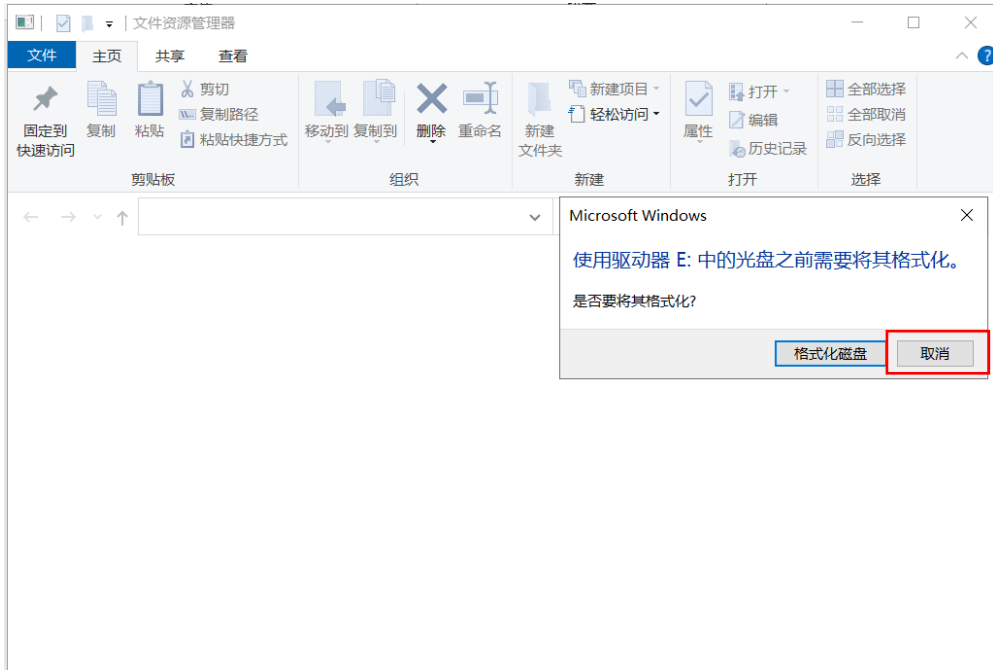 文件资源管理器
文件 主页 共享 查看
固定到
快速访问
复制
粘贴
剪切
复制路径
粘贴快捷方式
剪贴板
移动到 复制到 删除 重命名
组织
新建
文件夹
新建项目
轻松访问
新建
属性
打开
编辑
历史记录
打开
全部选择
全部取消
反向选择
选择
Microsoft Windows
使用驱动器 E: 中的光盘之前需要将其格式化。
是否要将其格式化?
格式化磁盘 取消